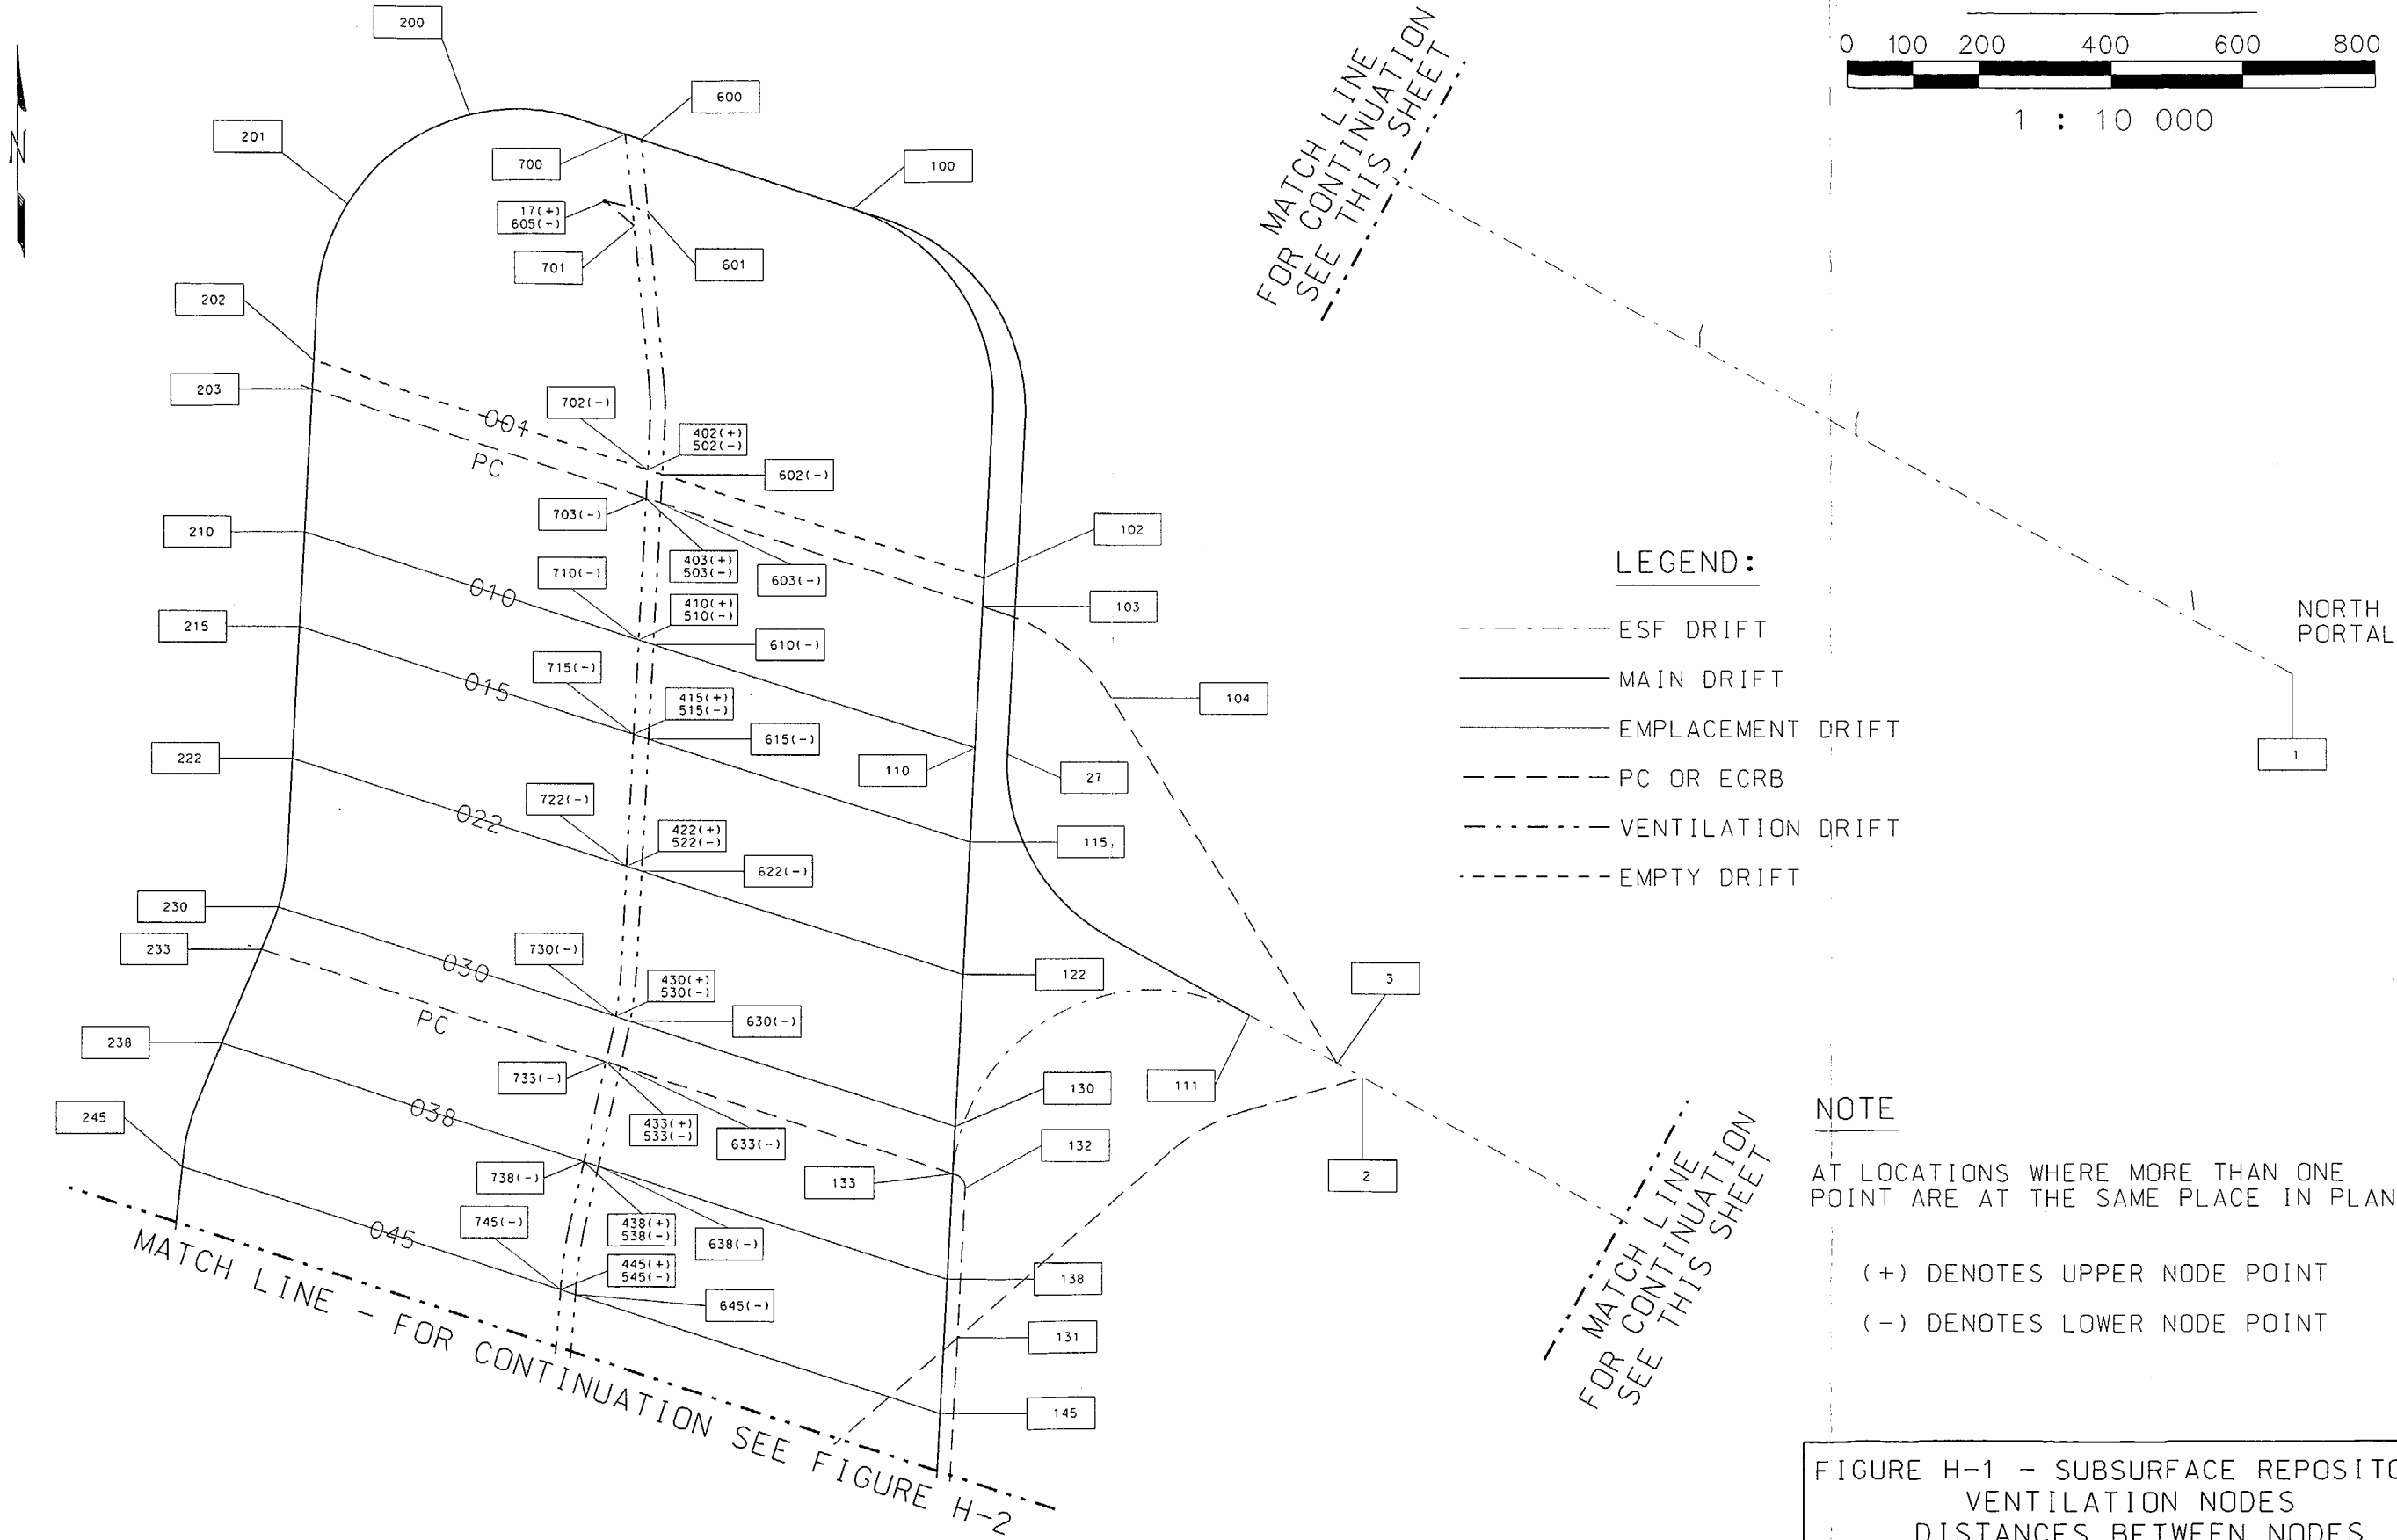 N
200
600
201
700
100
17(+)
605(-)
701
601
202
203
001
PC
702(-)
402(+)
502(-)
602(-)
703(-)
403(+)
503(-)
603(-)
102
103
104
210
010
710(-)
410(+)
510(-)
610(-)
110
27
215
015
715(-)
415(+)
515(-)
615(-)
115
222
022
722(-)
422(+)
522(-)
622(-)
122
230
030
730(-)
430(+)
530(-)
630(-)
130
233
PC
733(-)
433(+)
533(-)
633(-)
133
132
238
038
738(-)
438(+)
538(-)
638(-)
138
131
245
045
745(-)
445(+)
545(-)
645(-)
145
111
3
2
1
MATCH LINE - FOR CONTINUATION SEE FIGURE H-2
MATCH LINE
FOR CONTINUATION
SEE THIS SHEET
0 100 200 400 600 800
1 : 10 000
NORTH
PORTAL
LEGEND:
ESF DRIFT
MAIN DRIFT
EMPLACEMENT DRIFT
PC OR ECRB
VENTILATION DRIFT
EMPTY DRIFT
MATCH LINE
FOR CONTINUATION
SEE THIS SHEET
NOTE
AT LOCATIONS WHERE MORE THAN ONE
POINT ARE AT THE SAME PLACE IN PLAN
(+) DENOTES UPPER NODE POINT
(-) DENOTES LOWER NODE POINT
FIGURE H-1 - SUBSURFACE REPOSITO
VENTILATION NODES
DISTANCES BETWEEN NODES